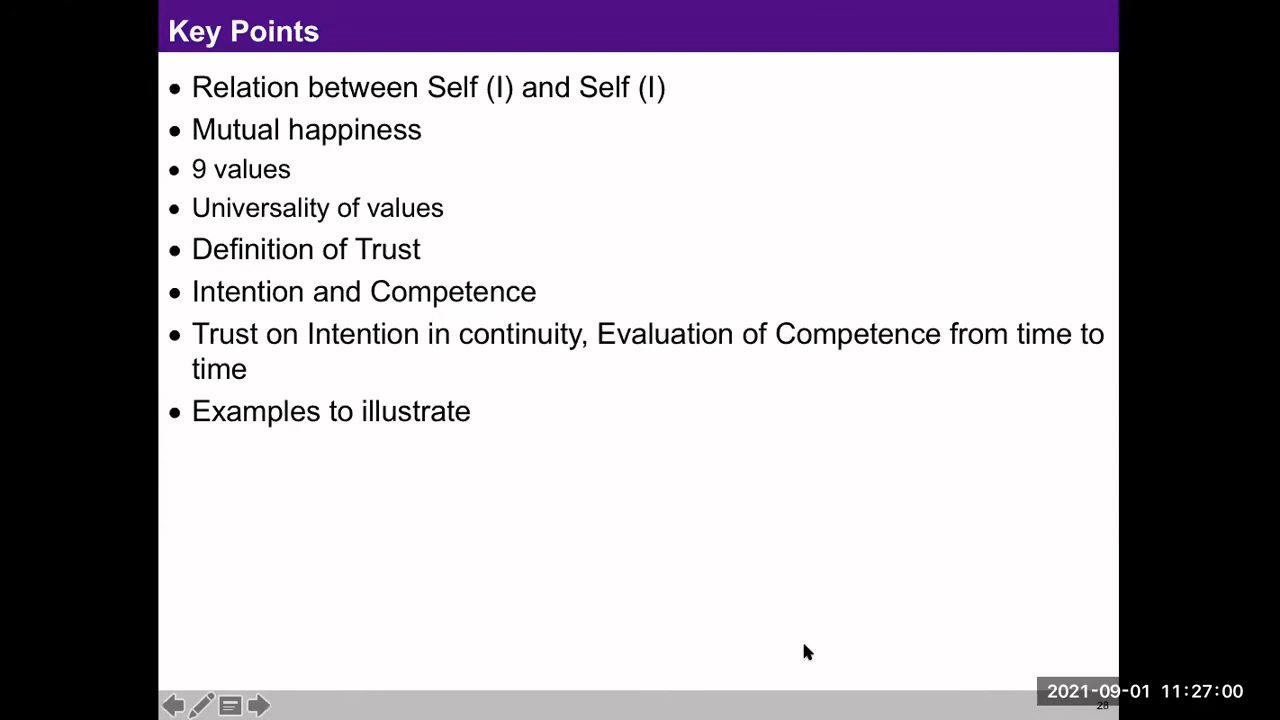 Key Points
• Relation between Self (I) and Self (I)
• Mutual happiness
• 9 values
• Universality of values
• Definition of Trust
• Intention and Competence
• Trust on Intention in continuity, Evaluation of Competence from time to
time
• Examples to illustrate
2021-09-01 11:27:00
28